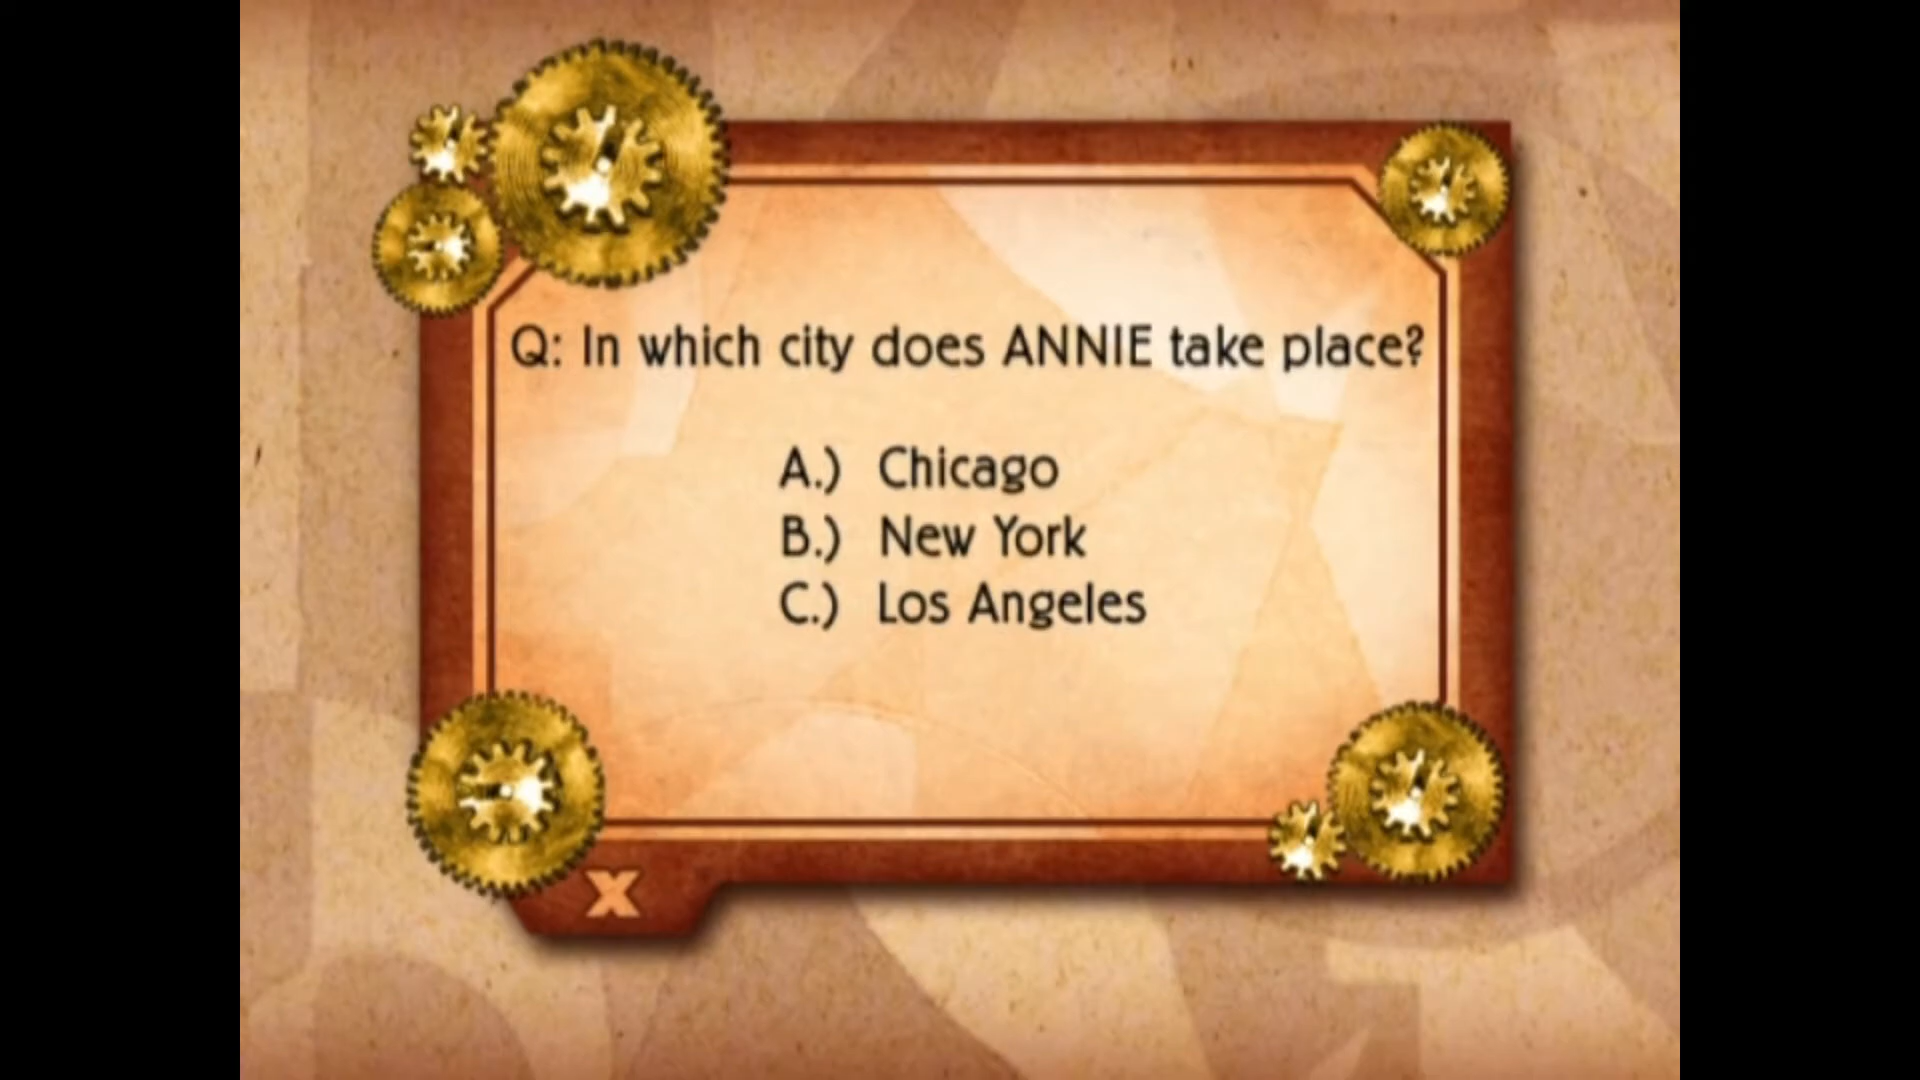 Q: In which city does ANNIE take place?
A.) Chicago
B.) New York
C.) Los Angeles
X